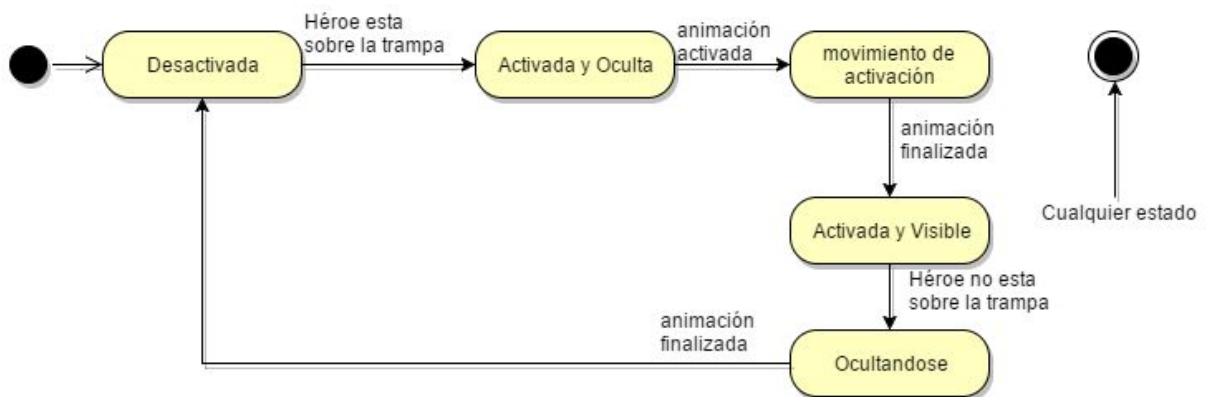 Héroe esta
sobre la trampa
animación
activada
Desactivada
Activada y Oculta
movimiento de
activación
animación
finalizada
Cualquier estado
Activada y Visible
Héroe no esta
sobre la trampa
animación
finalizada
Ocultandose